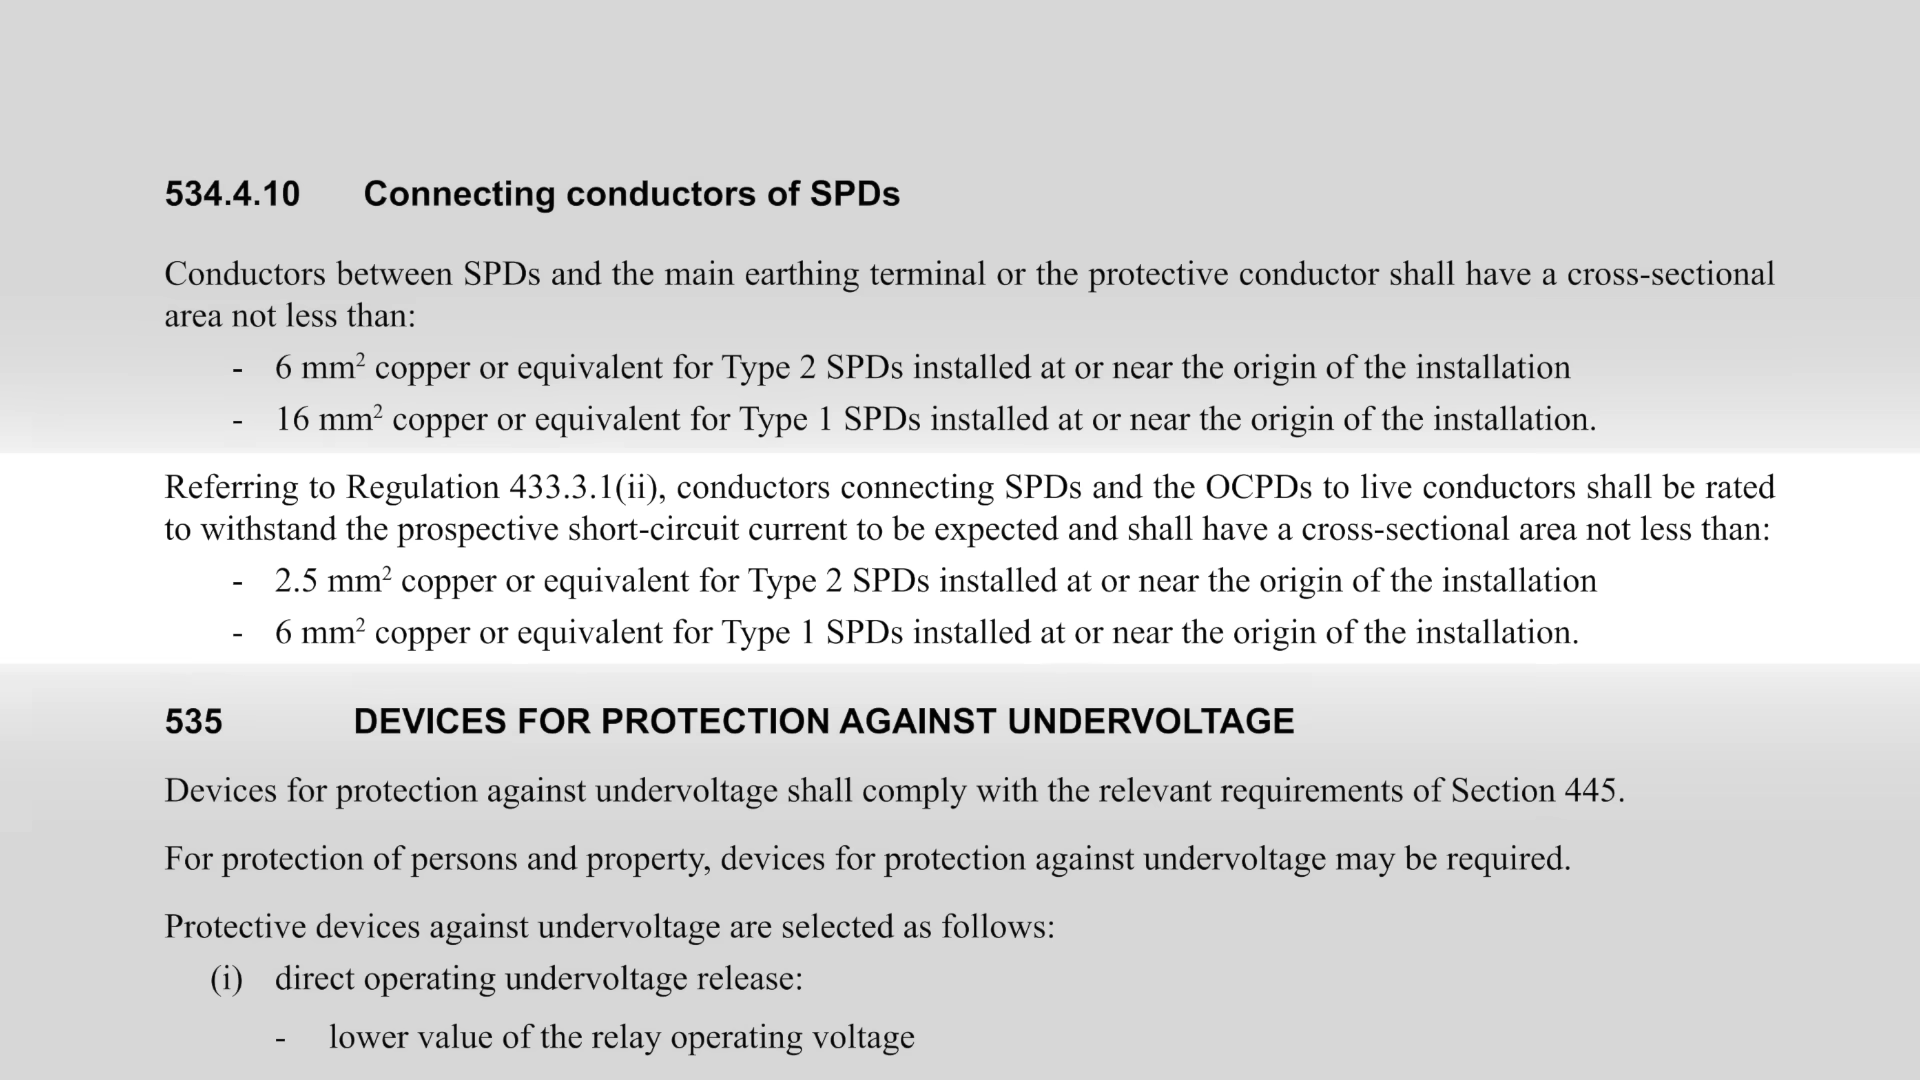 534.4.10 Connecting conductors of SPDs
Conductors between SPDs and the main earthing terminal or the protective conductor shall have a cross-sectional
area not less than:
- 6 mm² copper or equivalent for Type 2 SPDs installed at or near the origin of the installation
- 16 mm² copper or equivalent for Type 1 SPDs installed at or near the origin of the installation.
Referring to Regulation 433.3.1(ii), conductors connecting SPDs and the OCPDs to live conductors shall be rated
to withstand the prospective short-circuit current to be expected and shall have a cross-sectional area not less than:
- 2.5 mm² copper or equivalent for Type 2 SPDs installed at or near the origin of the installation
- 6 mm² copper or equivalent for Type 1 SPDs installed at or near the origin of the installation.
535 DEVICES FOR PROTECTION AGAINST UNDERVOLTAGE
Devices for protection against undervoltage shall comply with the relevant requirements of Section 445.
For protection of persons and property, devices for protection against undervoltage may be required.
Protective devices against undervoltage are selected as follows:
(i) direct operating undervoltage release:
- lower value of the relay operating voltage